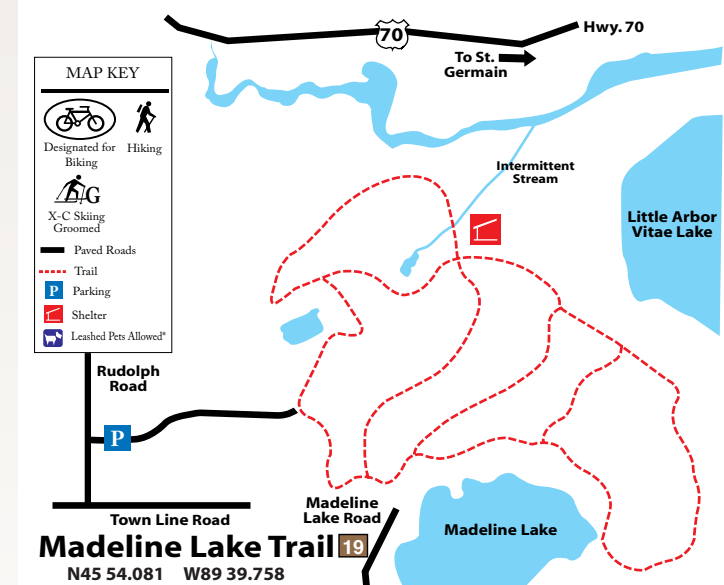 70
Hwy. 70
To St.
Germain
MAP KEY
Designated for
Biking
Hiking
G
X-C Skiing
Groomed
Paved Roads
Trail
P
Parking
Shelter
Leashed Pets Allowed*
Intermittent
Stream
Little Arbor
Vitae Lake
Rudolph
Road
P
Town Line Road
Madeline
Lake Road
Madeline Lake
Madeline Lake Trail 19
N45 54.081 W89 39.758